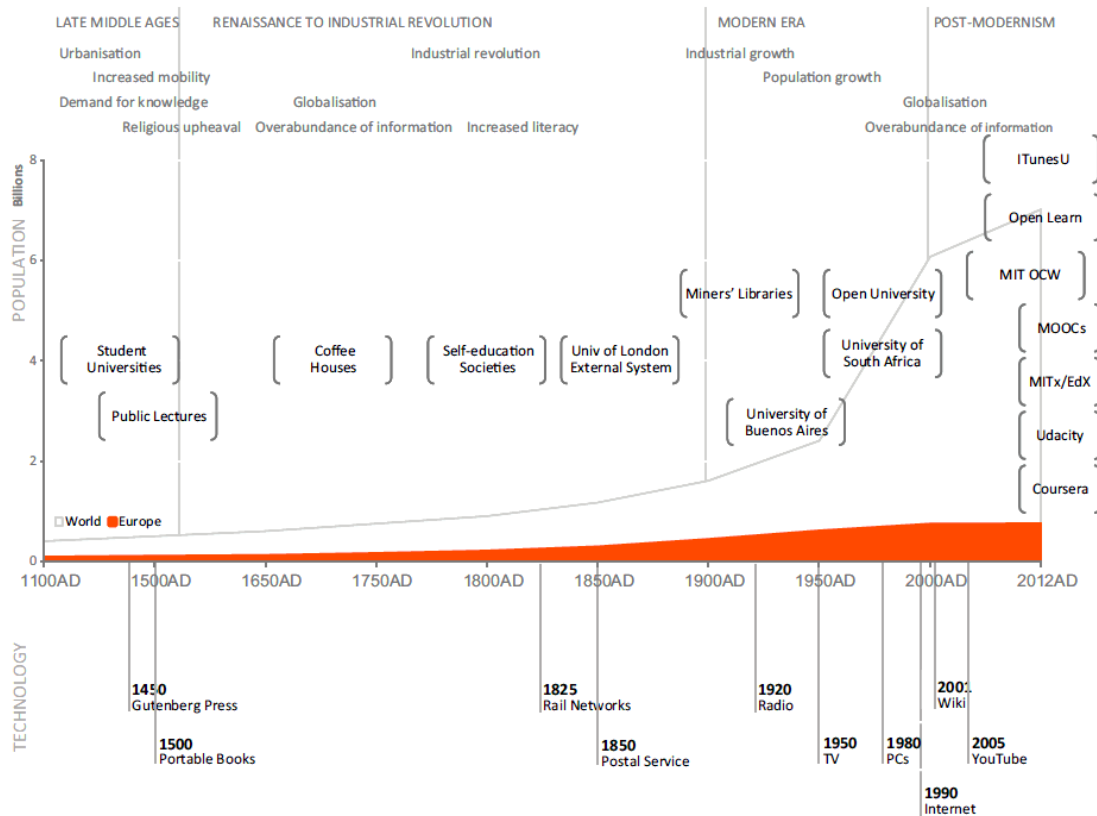 LATE MIDDLE AGES
RENAISSANCE TO INDUSTRIAL REVOLUTION
MODERN ERA
POST-MODERNISM
Urbanisation
Industrial revolution
Industrial growth
Increased mobility
Population growth
Demand for knowledge
Globalisation
Globalisation
Religious upheaval
Overabundance of information
Increased literacy
Overabundance of information
POPULATION Billions
8
6
4
2
0
ITunesU
Open Learn
MIT OCW
Miners' Libraries
Open University
MOOCs
Student
Universities
Coffee
Houses
Self-education
Societies
Univ of London
External System
University of
South Africa
MITx/EdX
Public Lectures
University of
Buenos Aires
Udacity
Coursera
World
Europe
1100AD
1500AD
1650AD
1750AD
1800AD
1850AD
1900AD
1950AD
2000AD
2012AD
TECHNOLOGY
1450
Gutenberg Press
1500
Portable Books
1825
Rail Networks
1850
Postal Service
1920
Radio
1950
TV
1980
PCs
2001
Wiki
2005
YouTube
1990
Internet